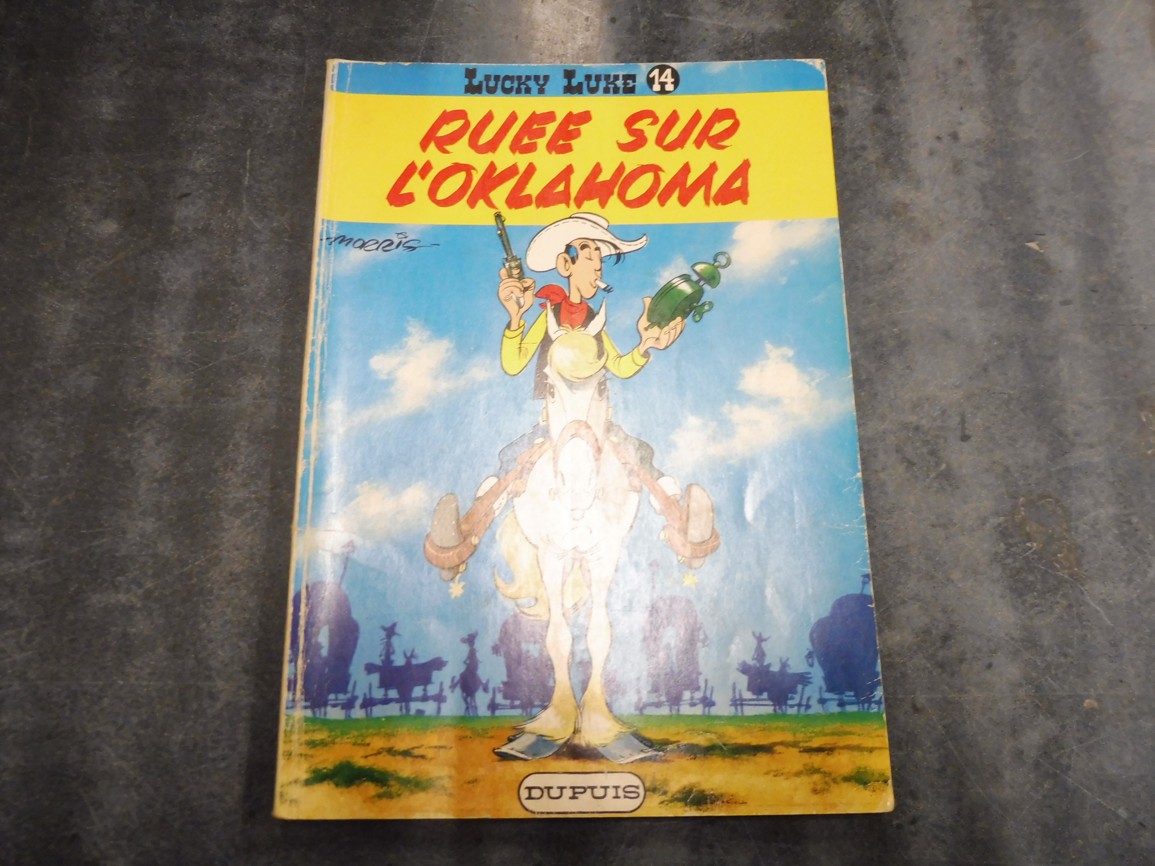 LUCKY LUKE 14
RUEE SUR
L'OKLAHOMA
MORRIS
DUPUIS